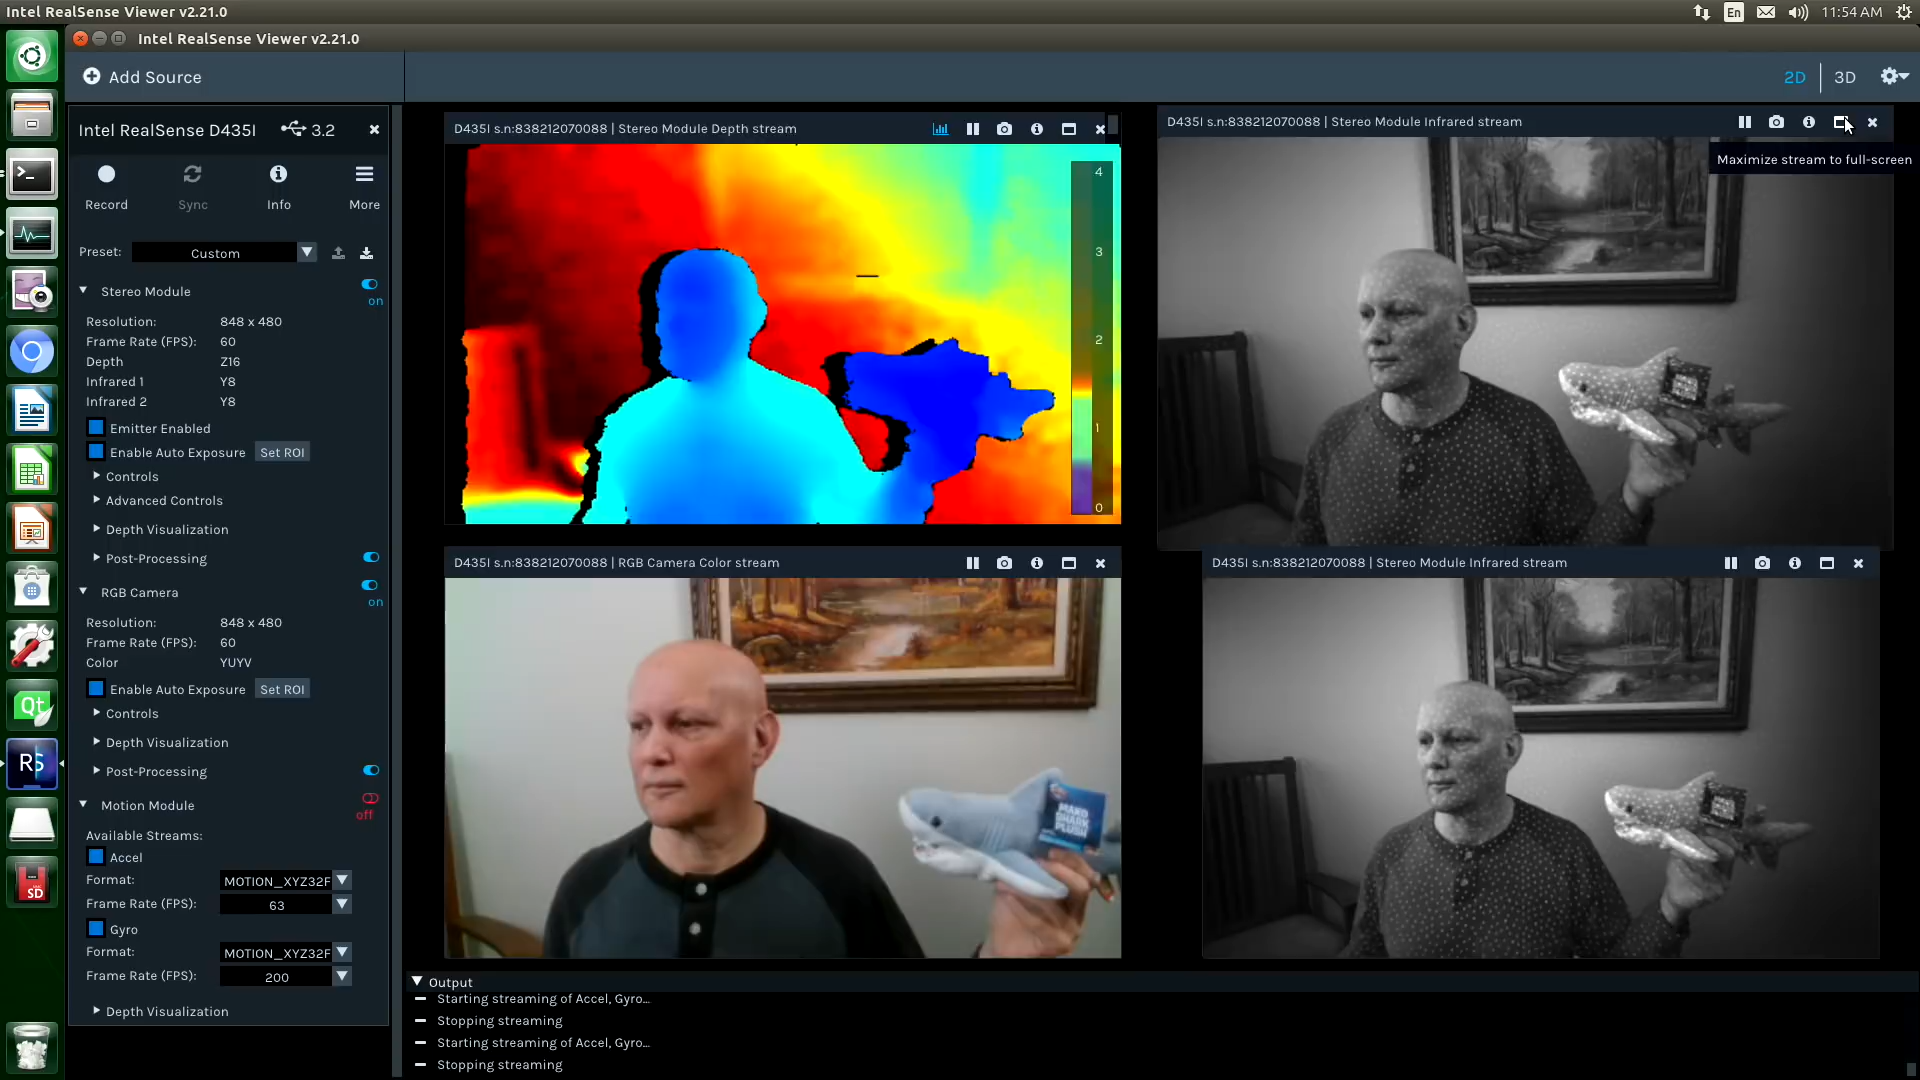 Intel RealSense Viewer v2.21.0
En
11:54 AM
Intel RealSense Viewer v2.21.0
Add Source
2D
3D
Intel RealSense D435I
3.2
Record
Sync
Info
More
Preset:
Custom
Stereo Module
on
Resolution: 848 x 480
Frame Rate (FPS): 60
Depth Z16
Infrared 1 Y8
Infrared 2 Y8
Emitter Enabled
Enable Auto Exposure Set ROI
Controls
Advanced Controls
Depth Visualization
Post-Processing
RGB Camera
on
Resolution: 848 x 480
Frame Rate (FPS): 60
Color YUYV
Enable Auto Exposure Set ROI
Controls
Depth Visualization
Post-Processing
Motion Module
off
Available Streams:
Accel
Format: MOTION_XYZ32F
Frame Rate (FPS): 63
Gyro
Format: MOTION_XYZ32F
Frame Rate (FPS): 200
Depth Visualization
D435I s.n:838212070088 | Stereo Module Depth stream
4
3
2
1
0
D435I s.n:838212070088 | Stereo Module Infrared stream
Maximize stream to full-screen
D435I s.n:838212070088 | RGB Camera Color stream
MAKO
SHARK
PLUSH
D435I s.n:838212070088 | Stereo Module Infrared stream
Output
Starting streaming of Accel, Gyro...
Stopping streaming
Starting streaming of Accel, Gyro...
Stopping streaming
RS
Qt
SD